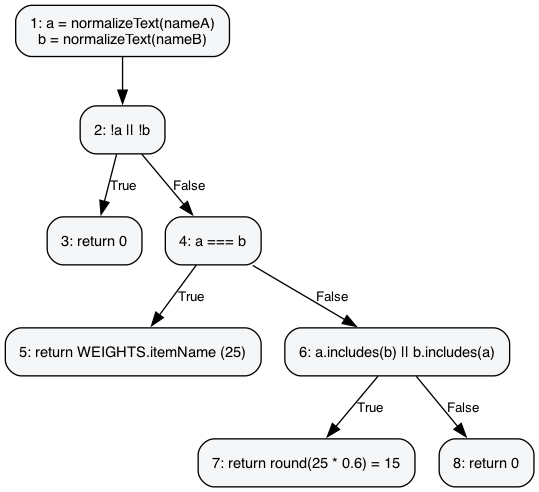 1: a = normalizeText(nameA)
b = normalizeText(nameB)
2: !a || !b
True
False
3: return 0
4: a === b
True
False
5: return WEIGHTS.itemName (25)
6: a.includes(b) || b.includes(a)
True
False
7: return round(25 * 0.6) = 15
8: return 0